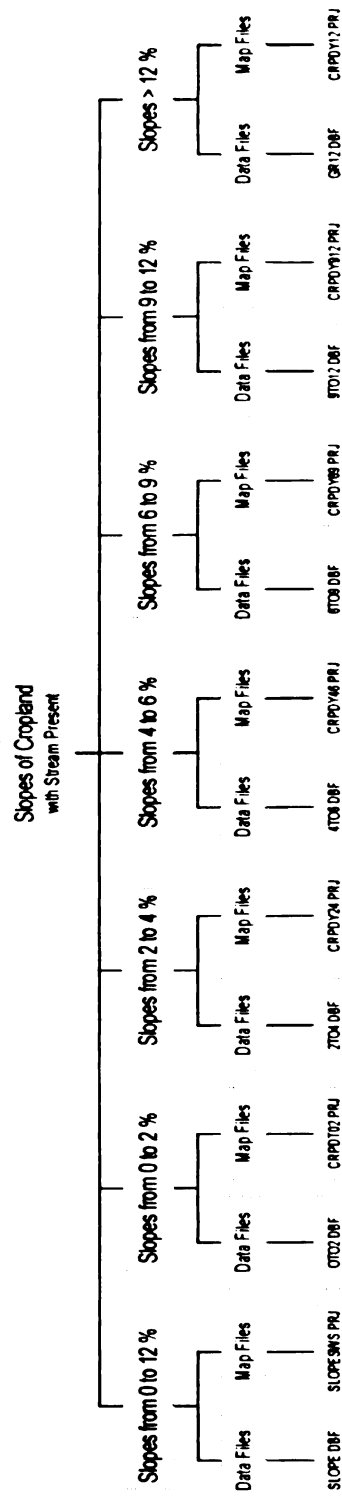 Slopes of Cropland
with Stream Present
Slopes from 0 to 12 %
Slopes from 0 to 2 %
Slopes from 2 to 4 %
Slopes from 4 to 6 %
Slopes from 6 to 9 %
Slopes from 9 to 12 %
Slopes > 12 %
Data Files
Map Files
Data Files
Map Files
Data Files
Map Files
Data Files
Map Files
Data Files
Map Files
Data Files
Map Files
Data Files
Map Files
SLOPE DBF
SLOPESWS PRJ
0TO2 DBF
CRPDT02 PRJ
2TO4 DBF
CRPDY24 PRJ
4TO6 DBF
CRPDY46 PRJ
6TO9 DBF
CRPDY69 PRJ
9TO12 DBF
CRPDY912 PRJ
GR12 DBF
CRPDY12 PRJ